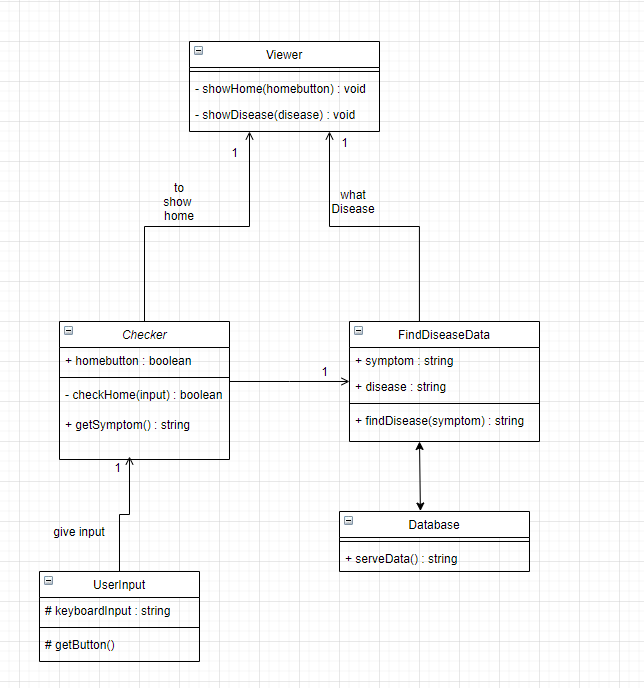 Viewer
- showHome(homebutton) : void
- showDisease(disease) : void
1
1
to
show
home
what
Disease
Checker
+ homebutton : boolean
- checkHome(input) : boolean
+ getSymptom() : string
1
FindDiseaseData
+ symptom : string
+ disease : string
+ findDisease(symptom) : string
1
give input
Database
+ serveData() : string
UserInput
# keyboardInput : string
# getButton()